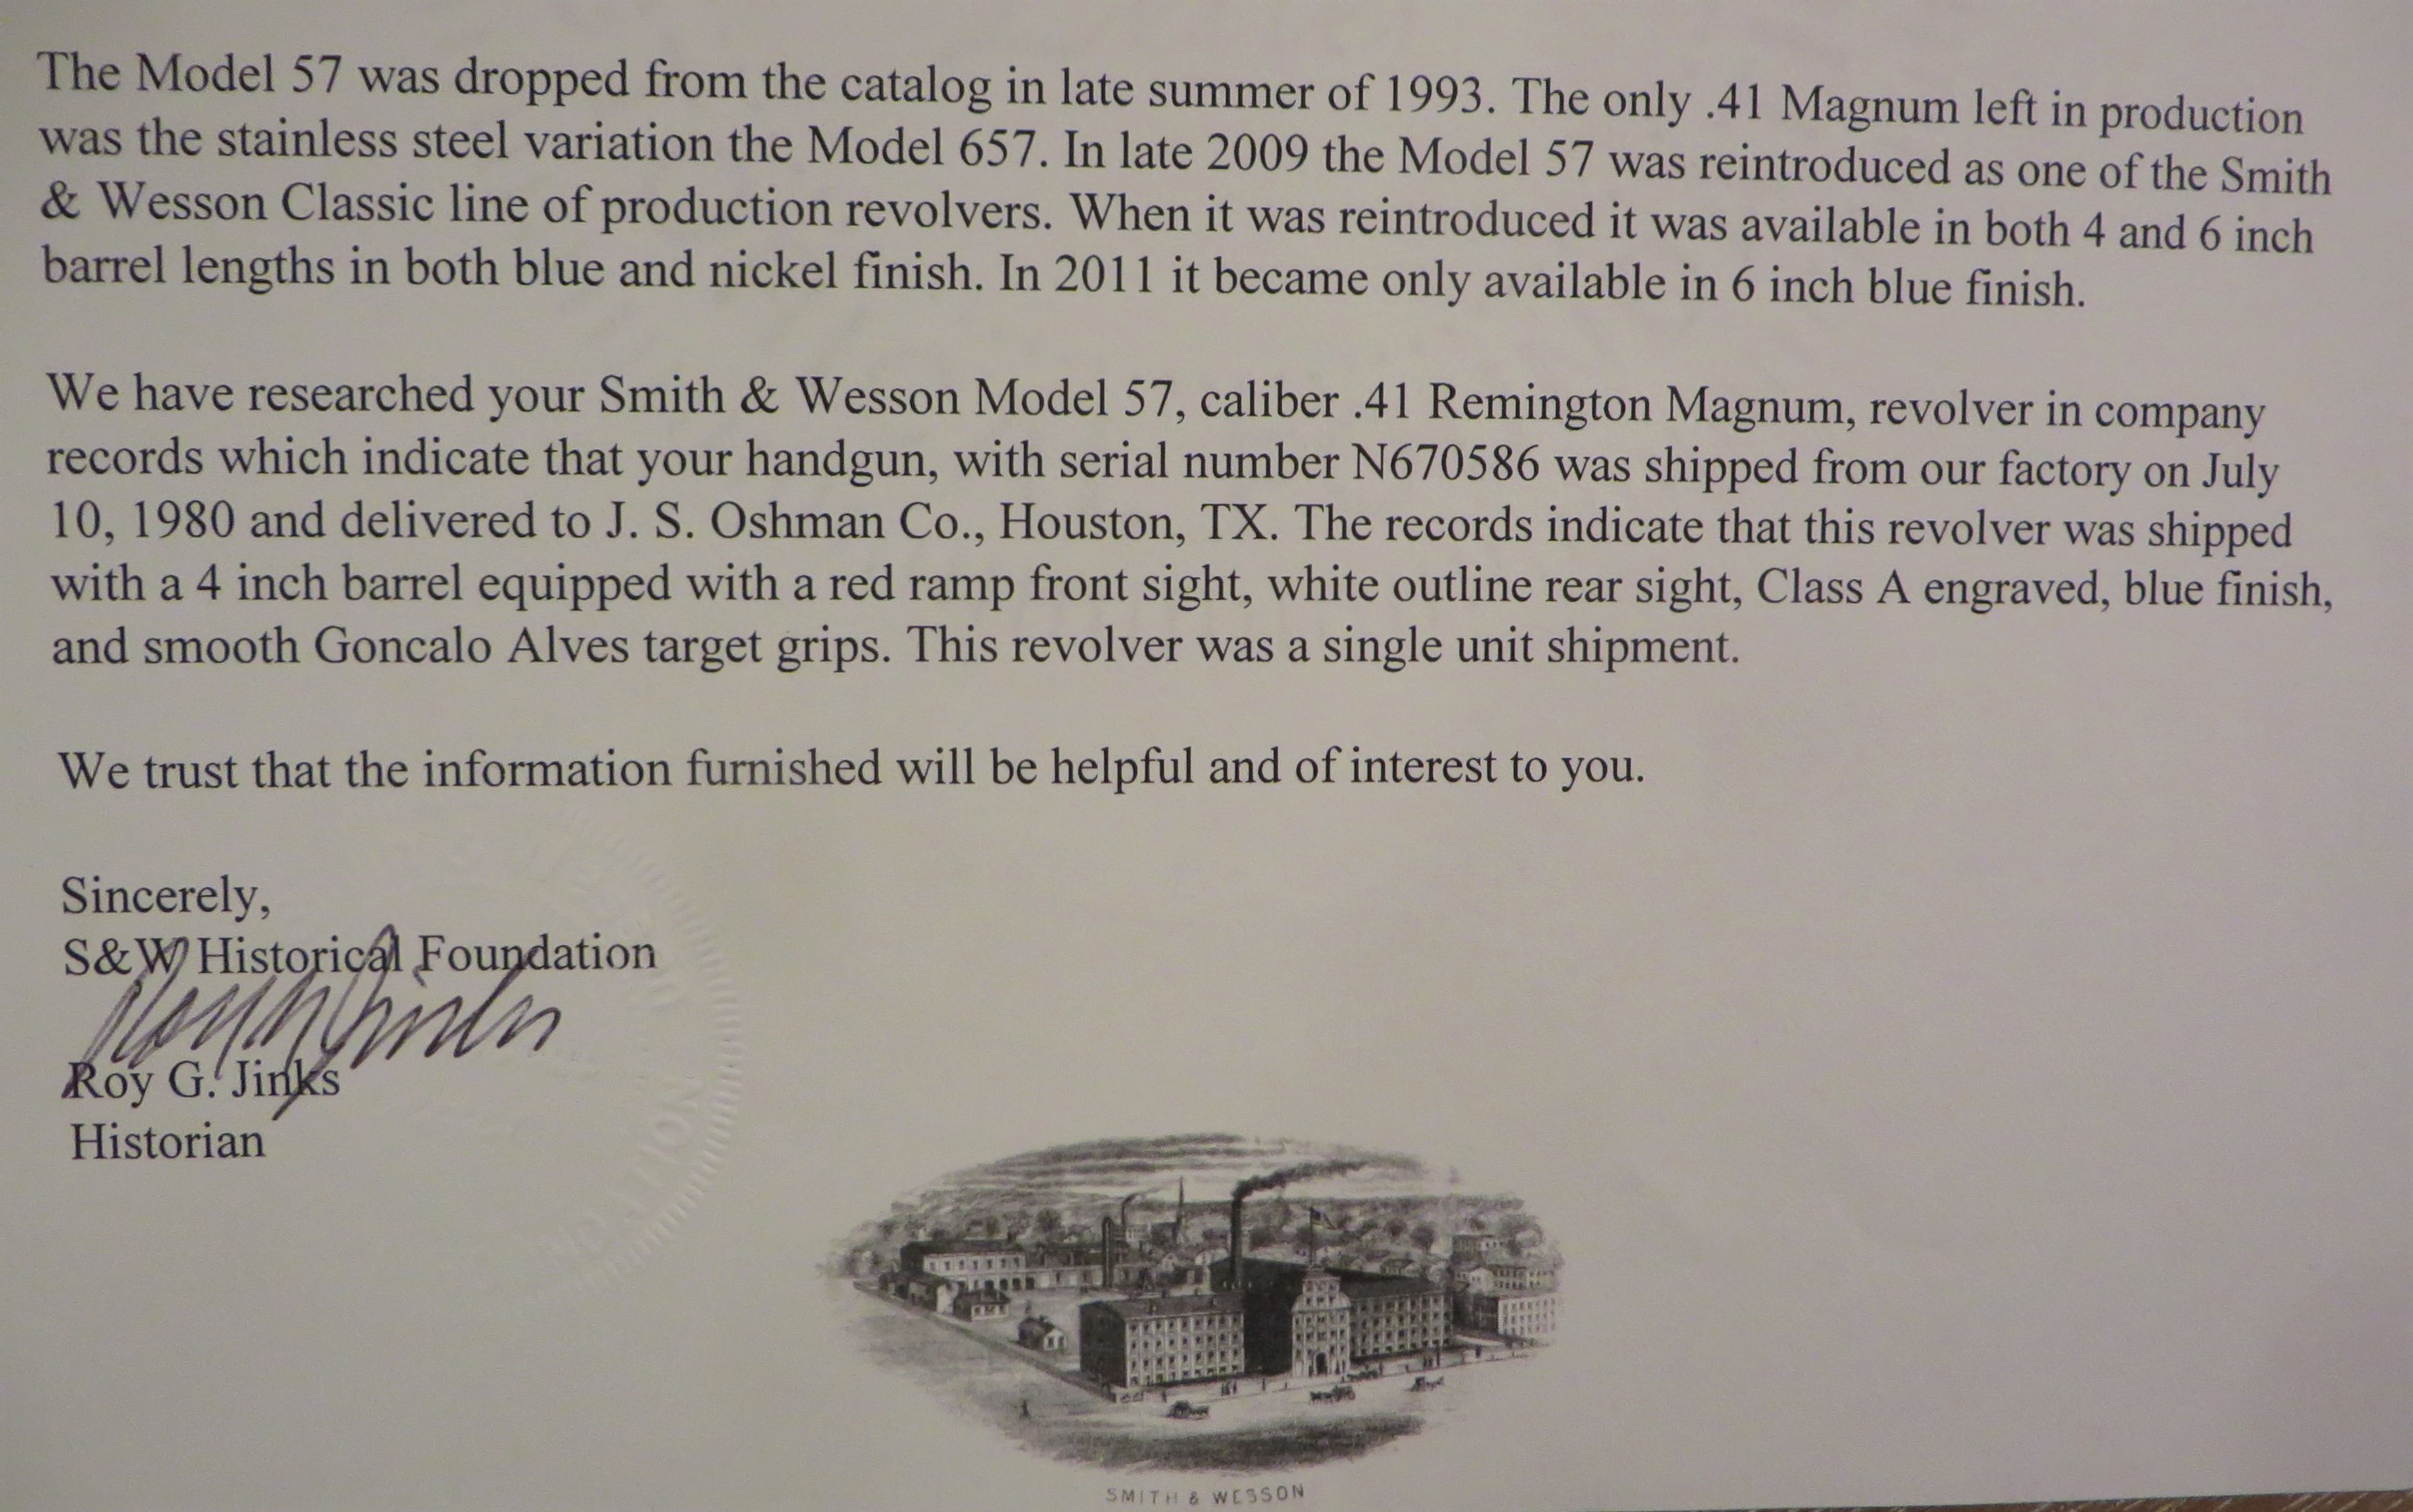 The Model 57 was dropped from the catalog in late summer of 1993. The only .41 Magnum left in production
was the stainless steel variation the Model 657. In late 2009 the Model 57 was reintroduced as one of the Smith
& Wesson Classic line of production revolvers. When it was reintroduced it was available in both 4 and 6 inch
barrel lengths in both blue and nickel finish. In 2011 it became only available in 6 inch blue finish.
We have researched your Smith & Wesson Model 57, caliber .41 Remington Magnum, revolver in company
records which indicate that your handgun, with serial number N670586 was shipped from our factory on July
10, 1980 and delivered to J. S. Oshman Co., Houston, TX. The records indicate that this revolver was shipped
with a 4 inch barrel equipped with a red ramp front sight, white outline rear sight, Class A engraved, blue finish,
and smooth Goncalo Alves target grips. This revolver was a single unit shipment.
We trust that the information furnished will be helpful and of interest to you.
Sincerely,
S&W Historical Foundation
Roy G. Jinks
Historian
SMITH & WESSON